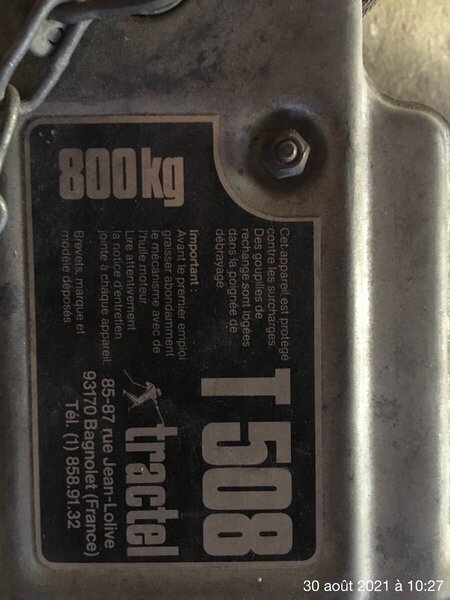 800kg
T 508
Cet appareil est protégé
contre les surcharges.
Des goupilles de
rechange sont logées
dans la poignée de
débrayage.
Important:
Avant le premier emploi
graisser abondamment
le mécanisme avec de
l'huile moteur.
Lire attentivement
la notice d'entretien
jointe à chaque appareil.
Brevets, marque et
modèle déposés.
tractel
85-87 rue Jean-Lolive
93170 Bagnolet (France)
Tél. (1) 858.91.32
30 août 2021 à 10:27